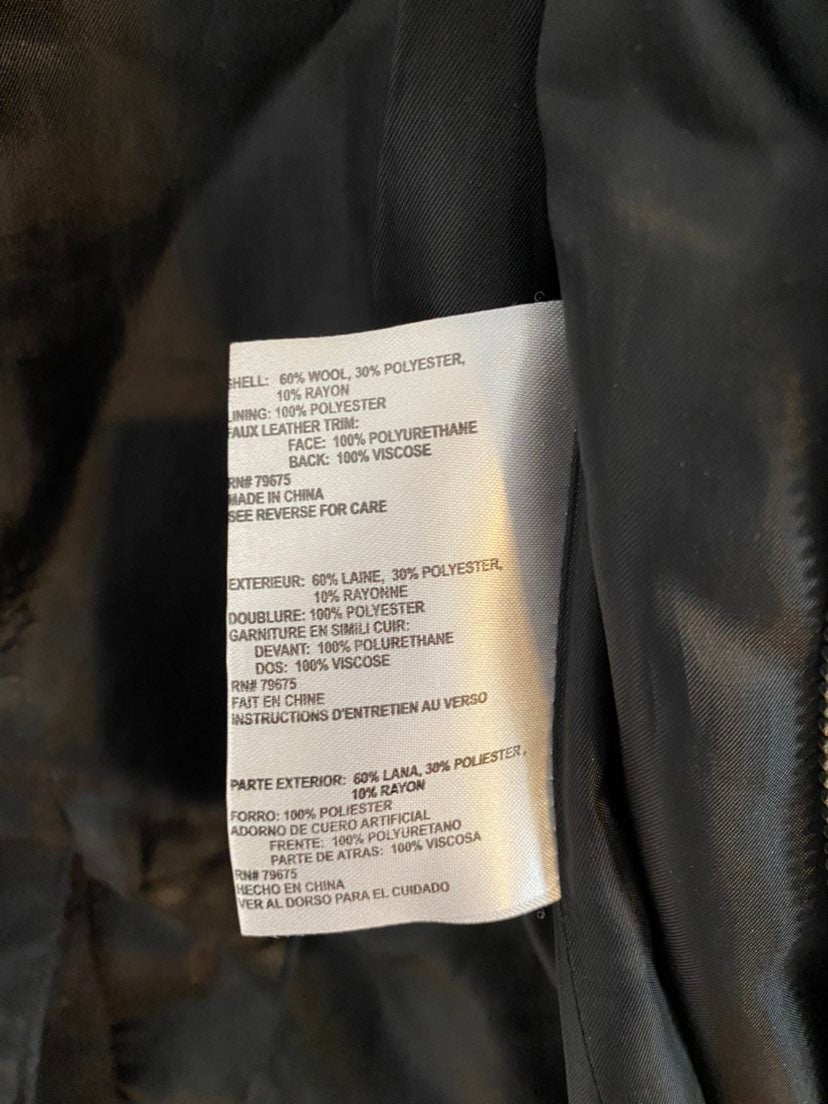 SHELL: 60% WOOL, 30% POLYESTER,
10% RAYON
LINING: 100% POLYESTER
FAUX LEATHER TRIM:
FACE: 100% POLYURETHANE
BACK: 100% VISCOSE
RN# 79675
MADE IN CHINA
SEE REVERSE FOR CARE
EXTERIEUR: 60% LAINE, 30% POLYESTER,
10% RAYONNE
DOUBLURE: 100% POLYESTER
GARNITURE EN SIMILI CUIR:
DEVANT: 100% POLURETHANE
DOS: 100% VISCOSE
RN# 79675
FAIT EN CHINE
INSTRUCTIONS D'ENTRETIEN AU VERSO
PARTE EXTERIOR: 60% LANA, 30% POLIESTER,
10% RAYON
FORRO: 100% POLIESTER
ADORNO DE CUERO ARTIFICIAL
FRENTE: 100% POLYURETANO
PARTE DE ATRAS: 100% VISCOSA
RN# 79675
HECHO EN CHINA
VER AL DORSO PARA EL CUIDADO